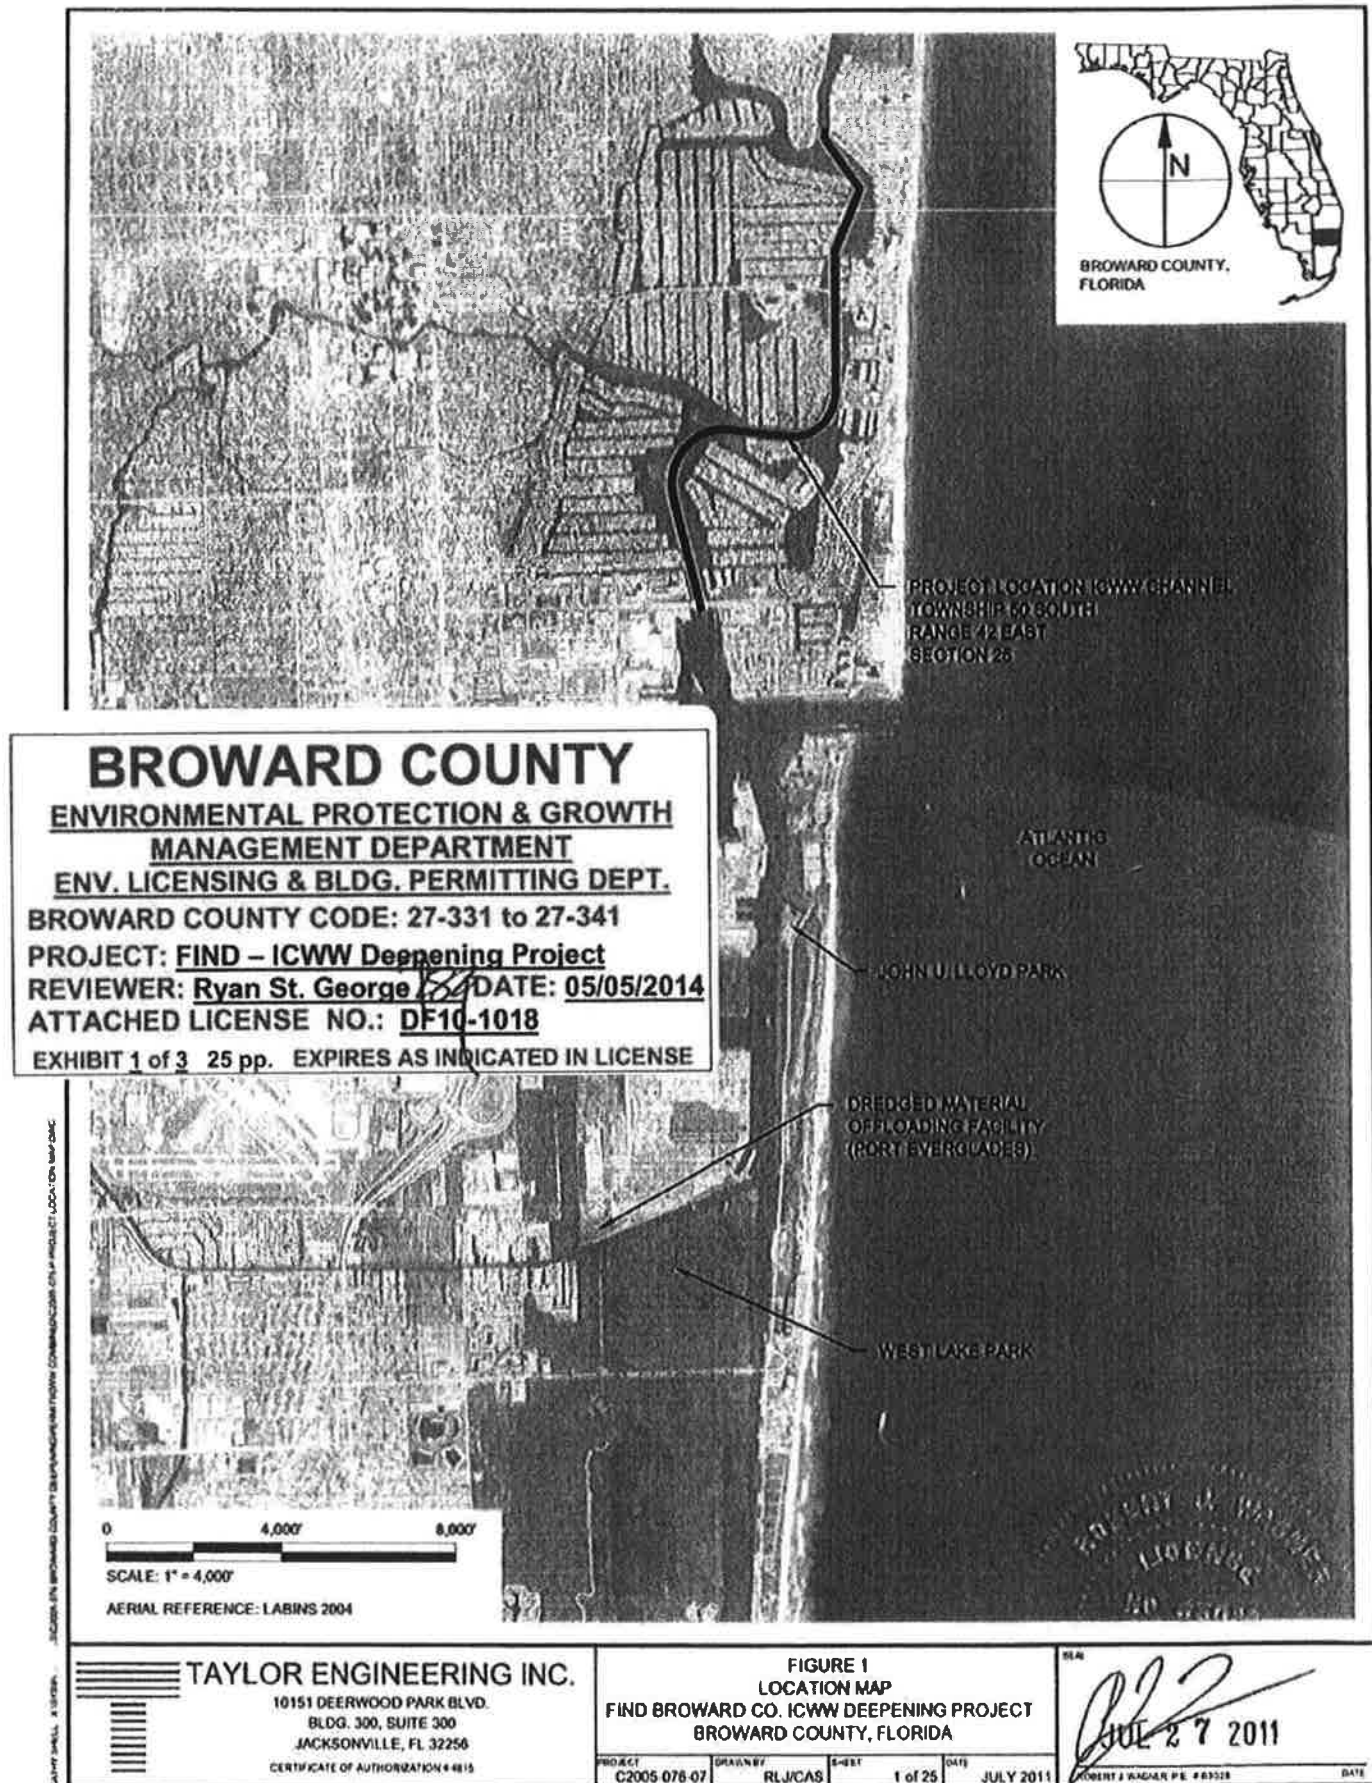 N
BROWARD COUNTY,
FLORIDA
PROJECT LOCATION ICWW CHANNEL
TOWNSHIP 50 SOUTH
RANGE 42 EAST
SECTION 26
BROWARD COUNTY
ENVIRONMENTAL PROTECTION & GROWTH
MANAGEMENT DEPARTMENT
ENV. LICENSING & BLDG. PERMITTING DEPT.
BROWARD COUNTY CODE: 27-331 to 27-341
PROJECT: FIND – ICWW Deepening Project
REVIEWER: Ryan St. George DATE: 05/05/2014
ATTACHED LICENSE NO.: DF10-1018
EXHIBIT 1 of 3 25 pp. EXPIRES AS INDICATED IN LICENSE
ATLANTIC
OCEAN
JOHN U. LLOYD PARK
DREDGED MATERIAL
OFFLOADING FACILITY
(PORT EVERGLADES)
WEST LAKE PARK
0 4,000' 8,000'
SCALE: 1" = 4,000'
AERIAL REFERENCE: LABINS 2004
TAYLOR ENGINEERING INC.
10151 DEERWOOD PARK BLVD.
BLDG. 300, SUITE 300
JACKSONVILLE, FL 32256
CERTIFICATE OF AUTHORIZATION # 4815
FIGURE 1
LOCATION MAP
FIND BROWARD CO. ICWW DEEPENING PROJECT
BROWARD COUNTY, FLORIDA
PROJECT C2005-076-07
DRAWN BY RLJ/CAS
SHEET 1 of 25
DATE JULY 2011
SEAL
JUL 27 2011
ROBERT J. WAGNER P.E. DATE